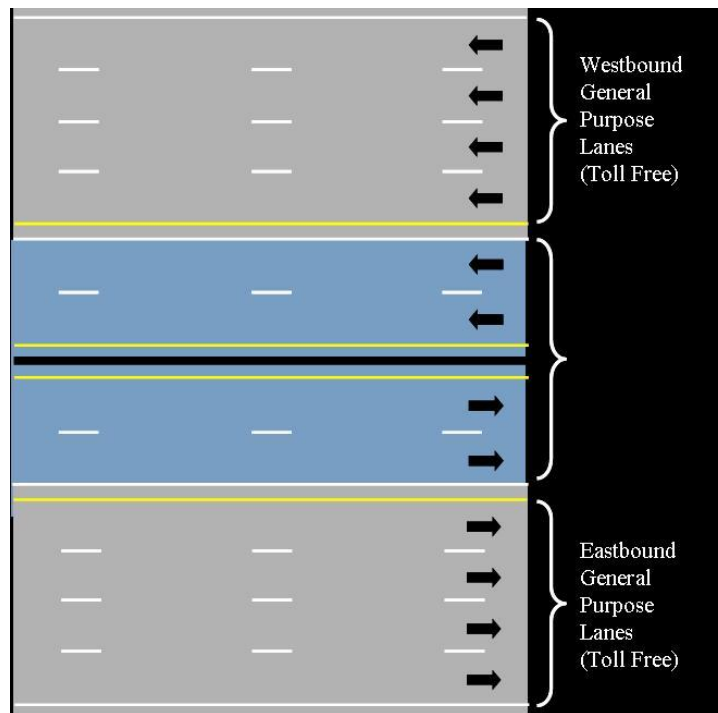 Westbound
General
Purpose
Lanes
(Toll Free)
Eastbound
General
Purpose
Lanes
(Toll Free)